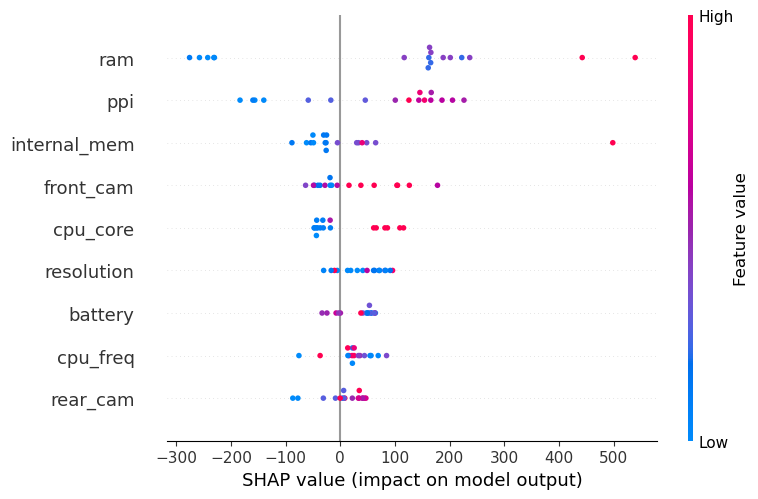 High
ram
ppi
internal_mem
front_cam
cpu_core
resolution
battery
cpu_freq
rear_cam
Low
Feature value
−300 −200 −100 0 100 200 300 400 500
SHAP value (impact on model output)